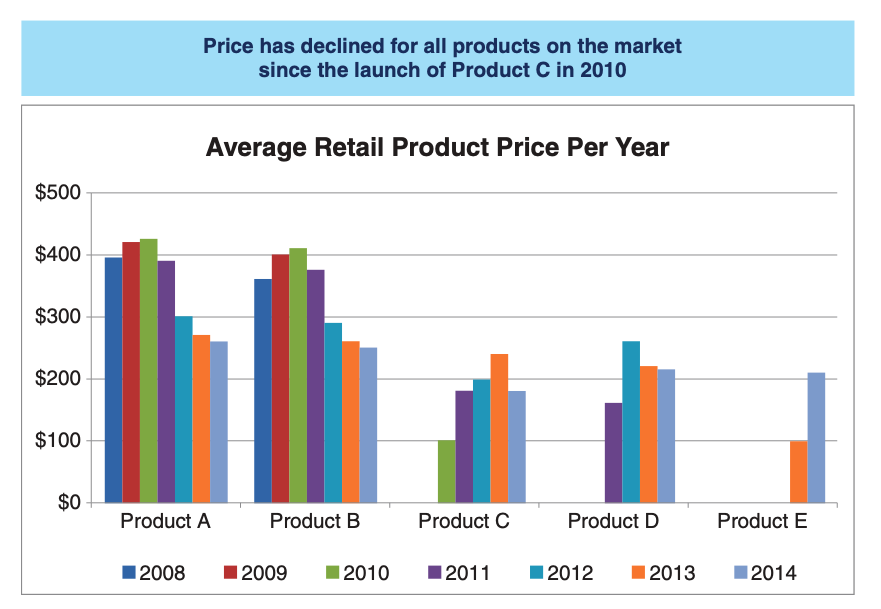 Price has declined for all products on the market
since the launch of Product C in 2010
Average Retail Product Price Per Year
$500
$400
$300
$200
$100
$0
Product A Product B Product C Product D Product E
2008 2009 2010 2011 2012 2013 2014